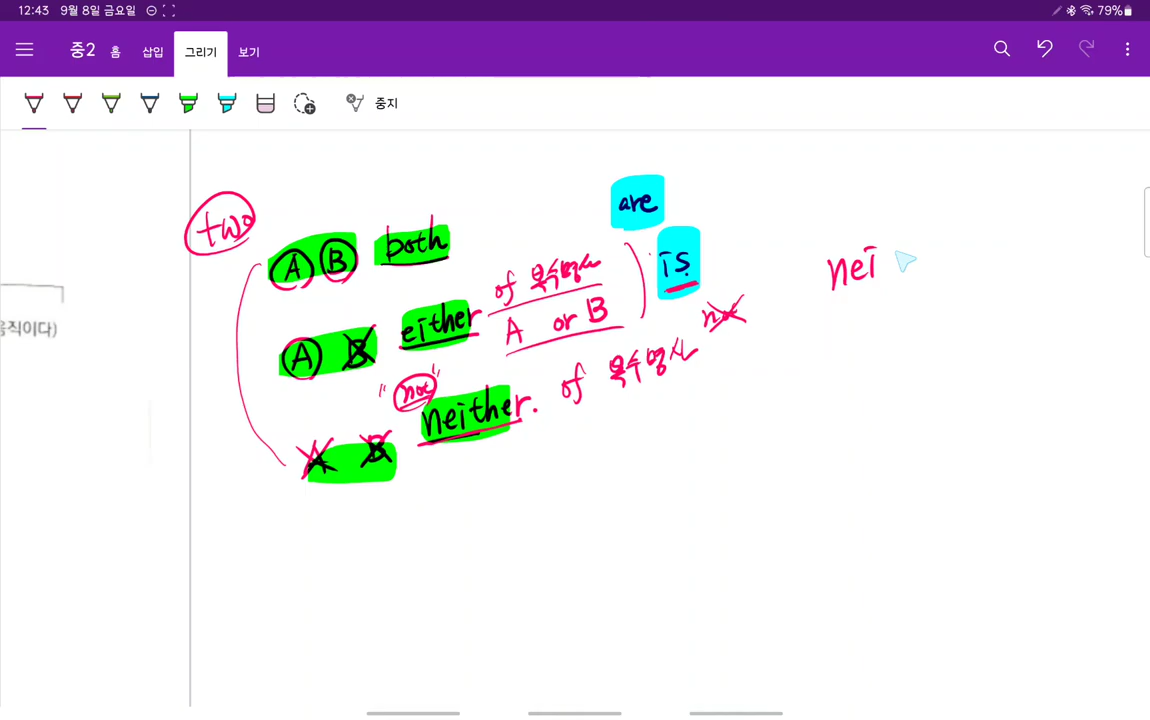 12:43 9월 8일 금요일 79%
중2 홈 삽입 그리기 보기
중지
움직이다)
two
A B both
are
is
A B either of 복수명사
A or B
not
"not"
neither. of 복수명사
A B
nei